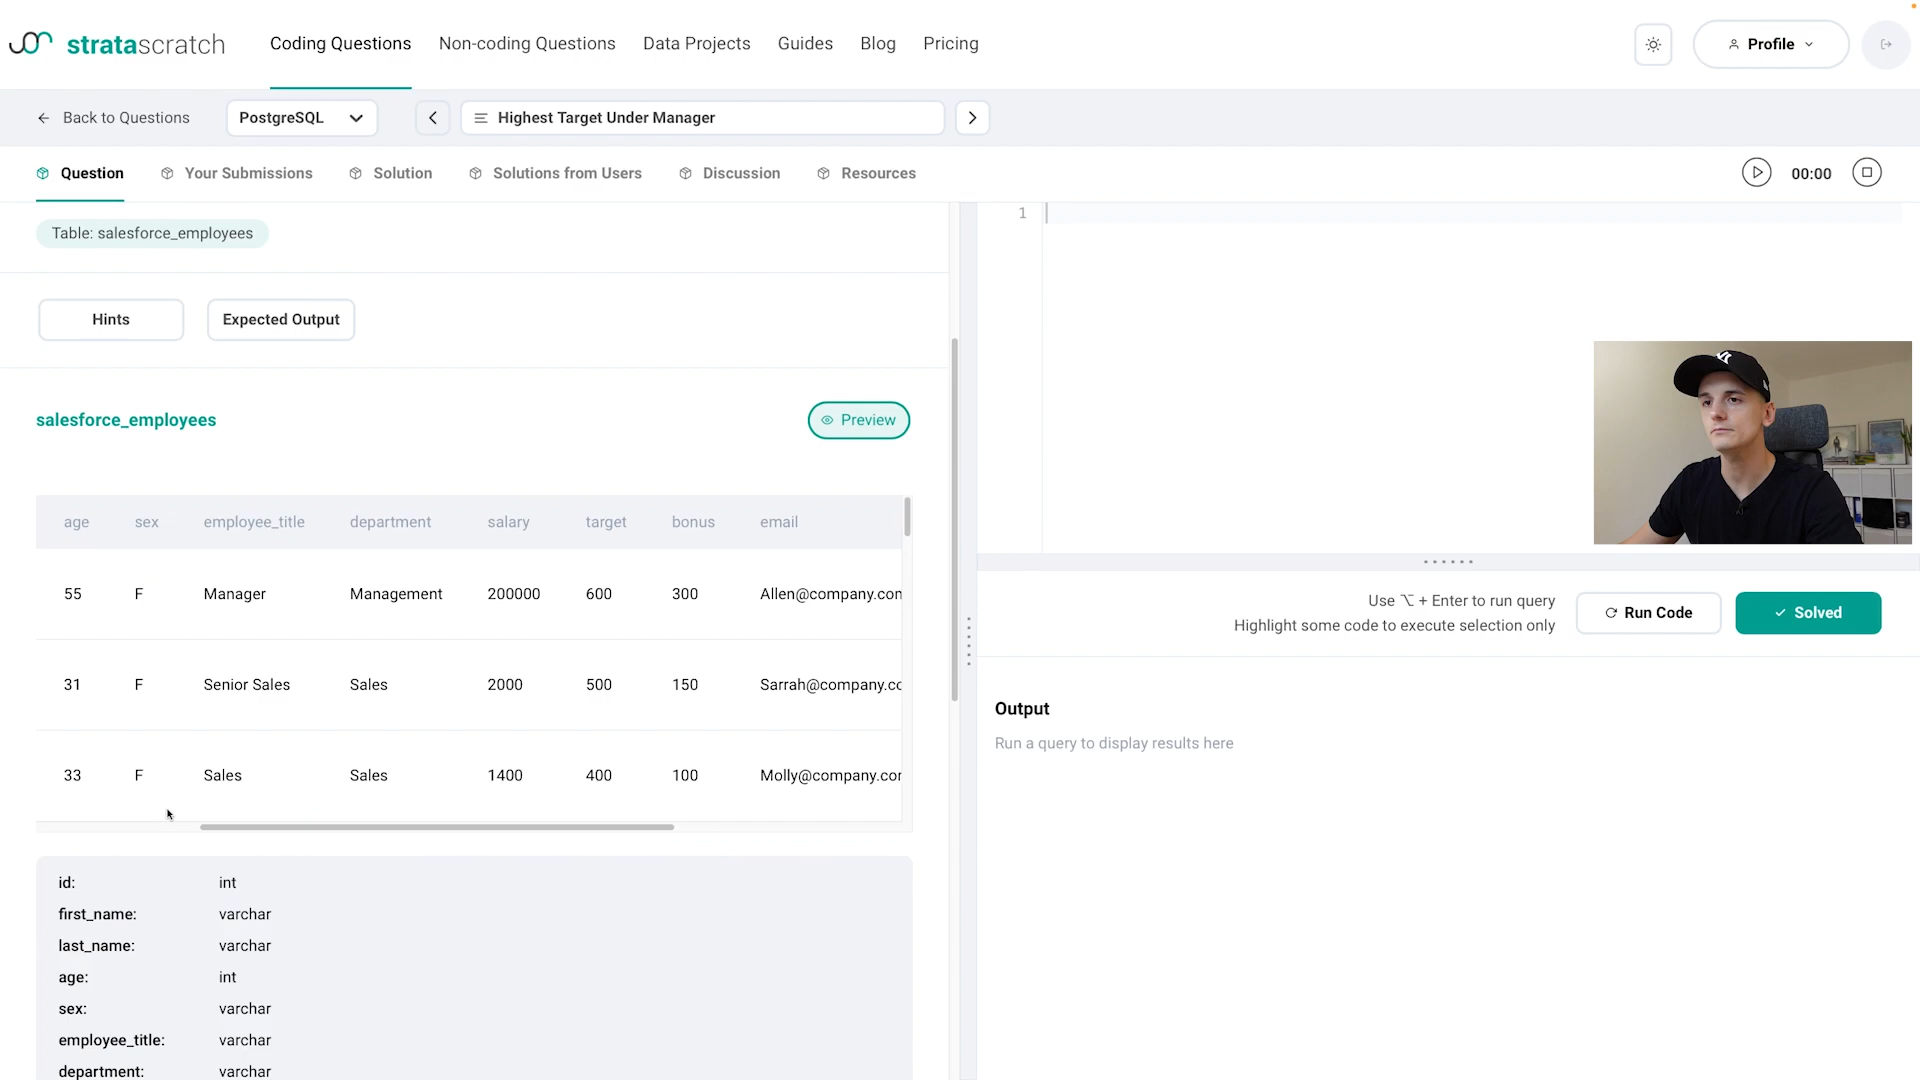 stratascratch
Coding Questions
Non-coding Questions
Data Projects
Guides
Blog
Pricing
Profile
Back to Questions
PostgreSQL
Highest Target Under Manager
Question
Your Submissions
Solution
Solutions from Users
Discussion
Resources
00:00
Table: salesforce_employees
1
Hints
Expected Output
salesforce_employees
Preview
age sex employee_title department salary target bonus email
55 F Manager Management 200000 600 300 Allen@company.com
31 F Senior Sales Sales 2000 500 150 Sarrah@company.co
33 F Sales Sales 1400 400 100 Molly@company.com
Use ⌥ + Enter to run query
Highlight some code to execute selection only
Run Code
Solved
Output
Run a query to display results here
id: int
first_name: varchar
last_name: varchar
age: int
sex: varchar
employee_title: varchar
department: varchar